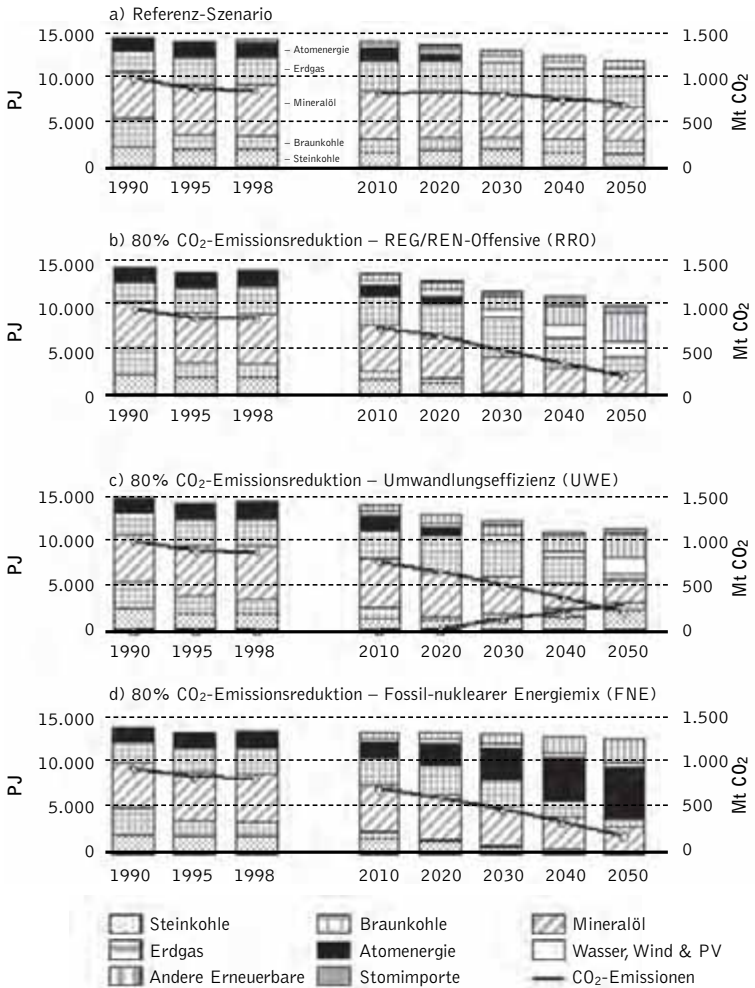 a) Referenz-Szenario
15.000 1.500
– Atomenergie
– Erdgas
10.000 1.000
PJ Mt CO₂
– Mineralöl
5.000 500
– Braunkohle
– Steinkohle
0 0
1990 1995 1998 2010 2020 2030 2040 2050
b) 80% CO₂-Emissionsreduktion – REG/REN-Offensive (RRO)
15.000 1.500
10.000 1.000
PJ Mt CO₂
5.000 500
0 0
1990 1995 1998 2010 2020 2030 2040 2050
c) 80% CO₂-Emissionsreduktion – Umwandlungseffizienz (UWE)
15.000 1.500
10.000 1.000
PJ Mt CO₂
5.000 500
0 0
1990 1995 1998 2010 2020 2030 2040 2050
d) 80% CO₂-Emissionsreduktion – Fossil-nuklearer Energiemix (FNE)
15.000 1.500
10.000 1.000
PJ Mt CO₂
5.000 500
0 0
1990 1995 1998 2010 2020 2030 2040 2050
Steinkohle Braunkohle Mineralöl
Erdgas Atomenergie Wasser, Wind & PV
Andere Erneuerbare Stomimporte CO₂-Emissionen